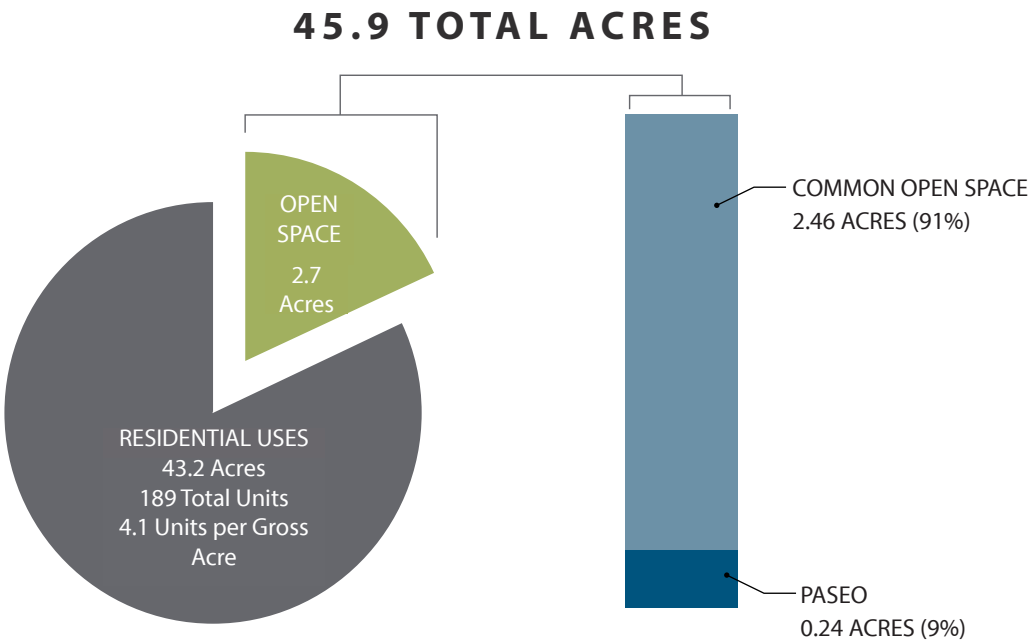 45.9 TOTAL ACRES
OPEN
SPACE
2.7
Acres
RESIDENTIAL USES
43.2 Acres
189 Total Units
4.1 Units per Gross
Acre
COMMON OPEN SPACE
2.46 ACRES (91%)
PASEO
0.24 ACRES (9%)